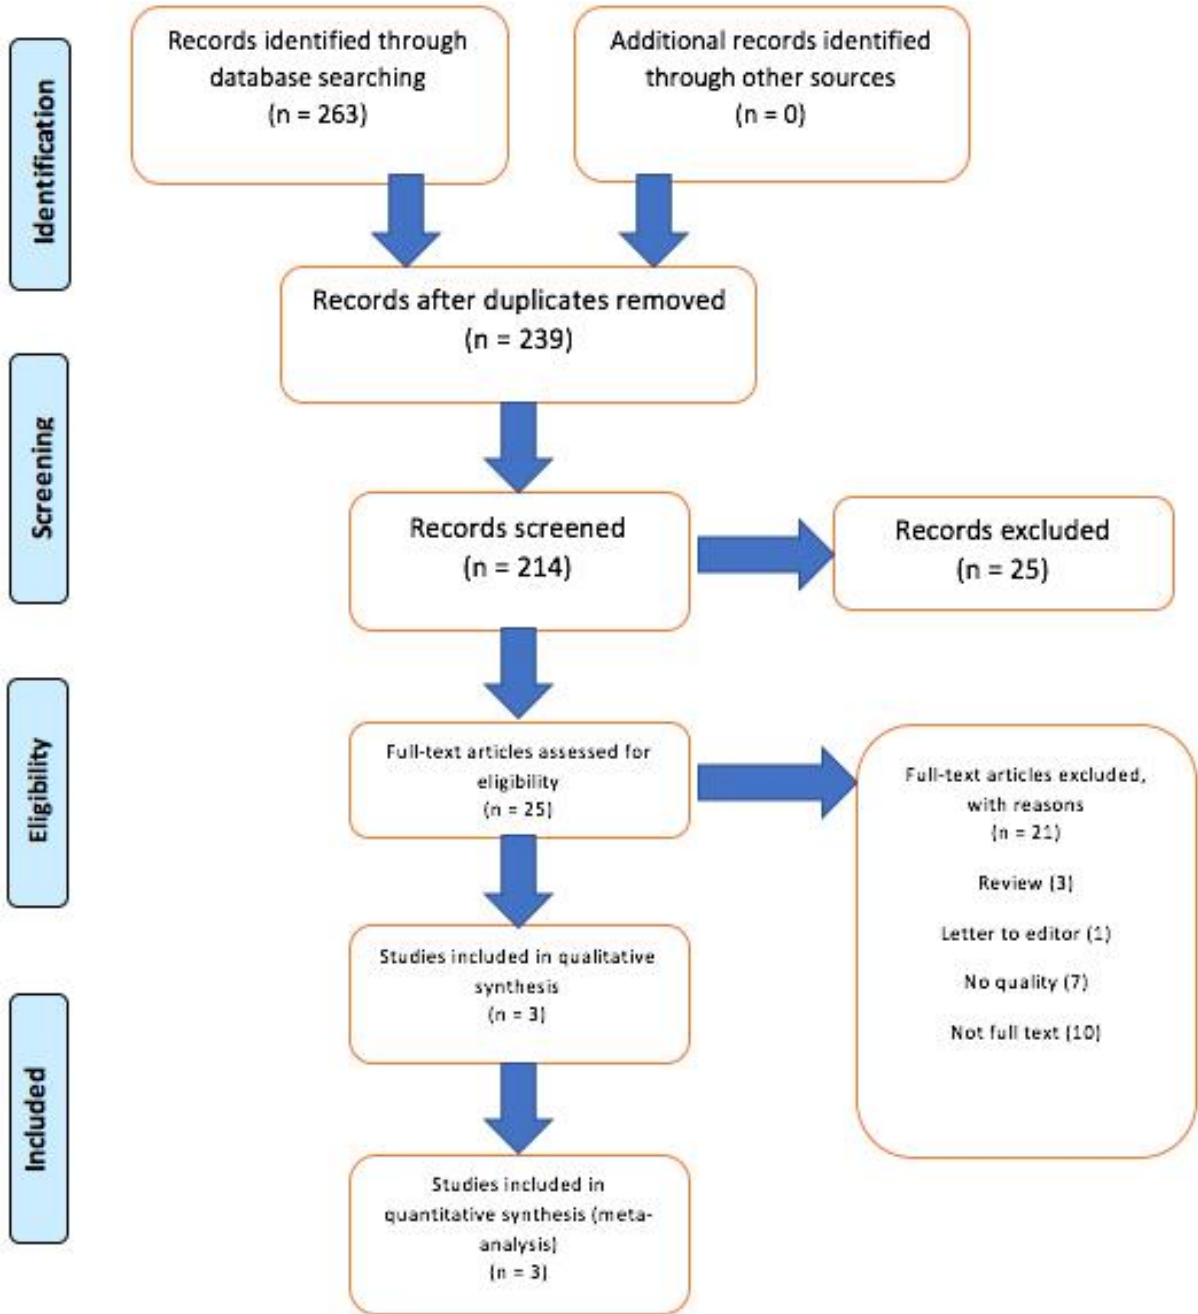 Identification
Records identified through
database searching
(n = 263)
Additional records identified
through other sources
(n = 0)
Records after duplicates removed
(n = 239)
Screening
Records screened
(n = 214)
Records excluded
(n = 25)
Eligibility
Full-text articles assessed for
eligibility
(n = 25)
Full-text articles excluded,
with reasons
(n = 21)
Review (3)
Letter to editor (1)
No quality (7)
Not full text (10)
Studies included in qualitative
synthesis
(n = 3)
Included
Studies included in
quantitative synthesis (meta-
analysis)
(n = 3)